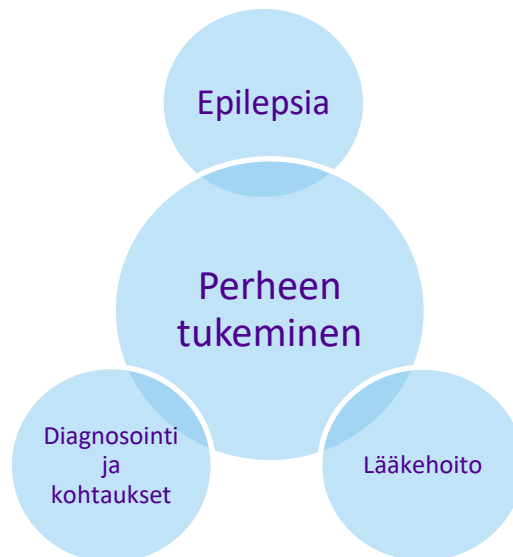 Epilepsia
Perheen
tukeminen
Diagnosointi
ja
kohtaukset
Lääkehoito